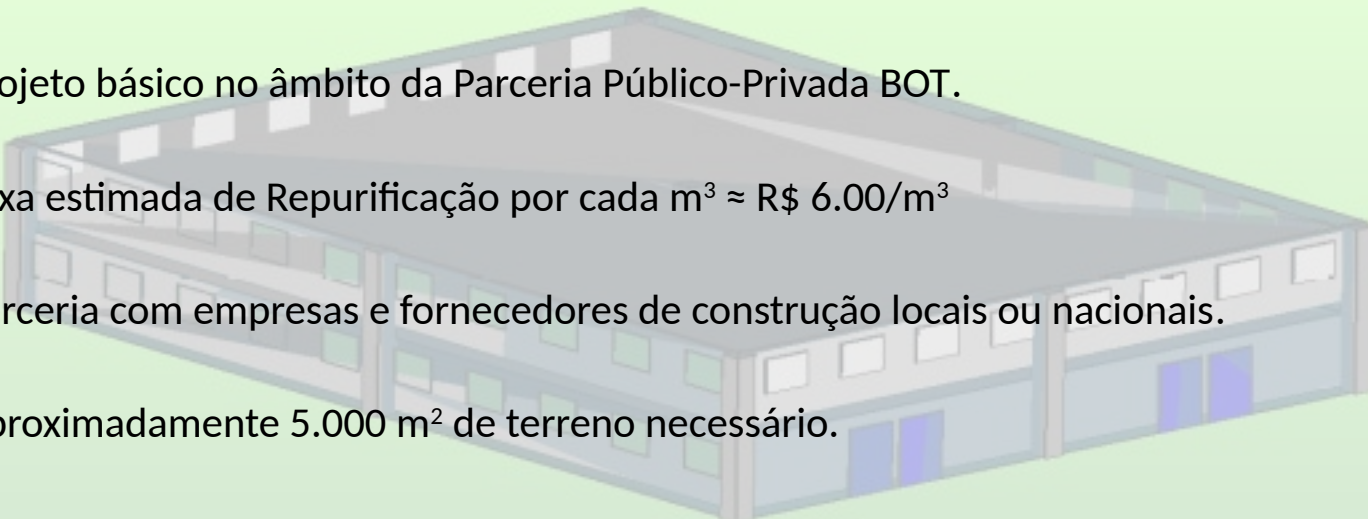 ojeto básico no âmbito da Parceria Público-Privada BOT.
xa estimada de Repurificação por cada m³ ≈ R$ 6.00/m³
rceria com empresas e fornecedores de construção locais ou nacionais.
proximadamente 5.000 m² de terreno necessário.